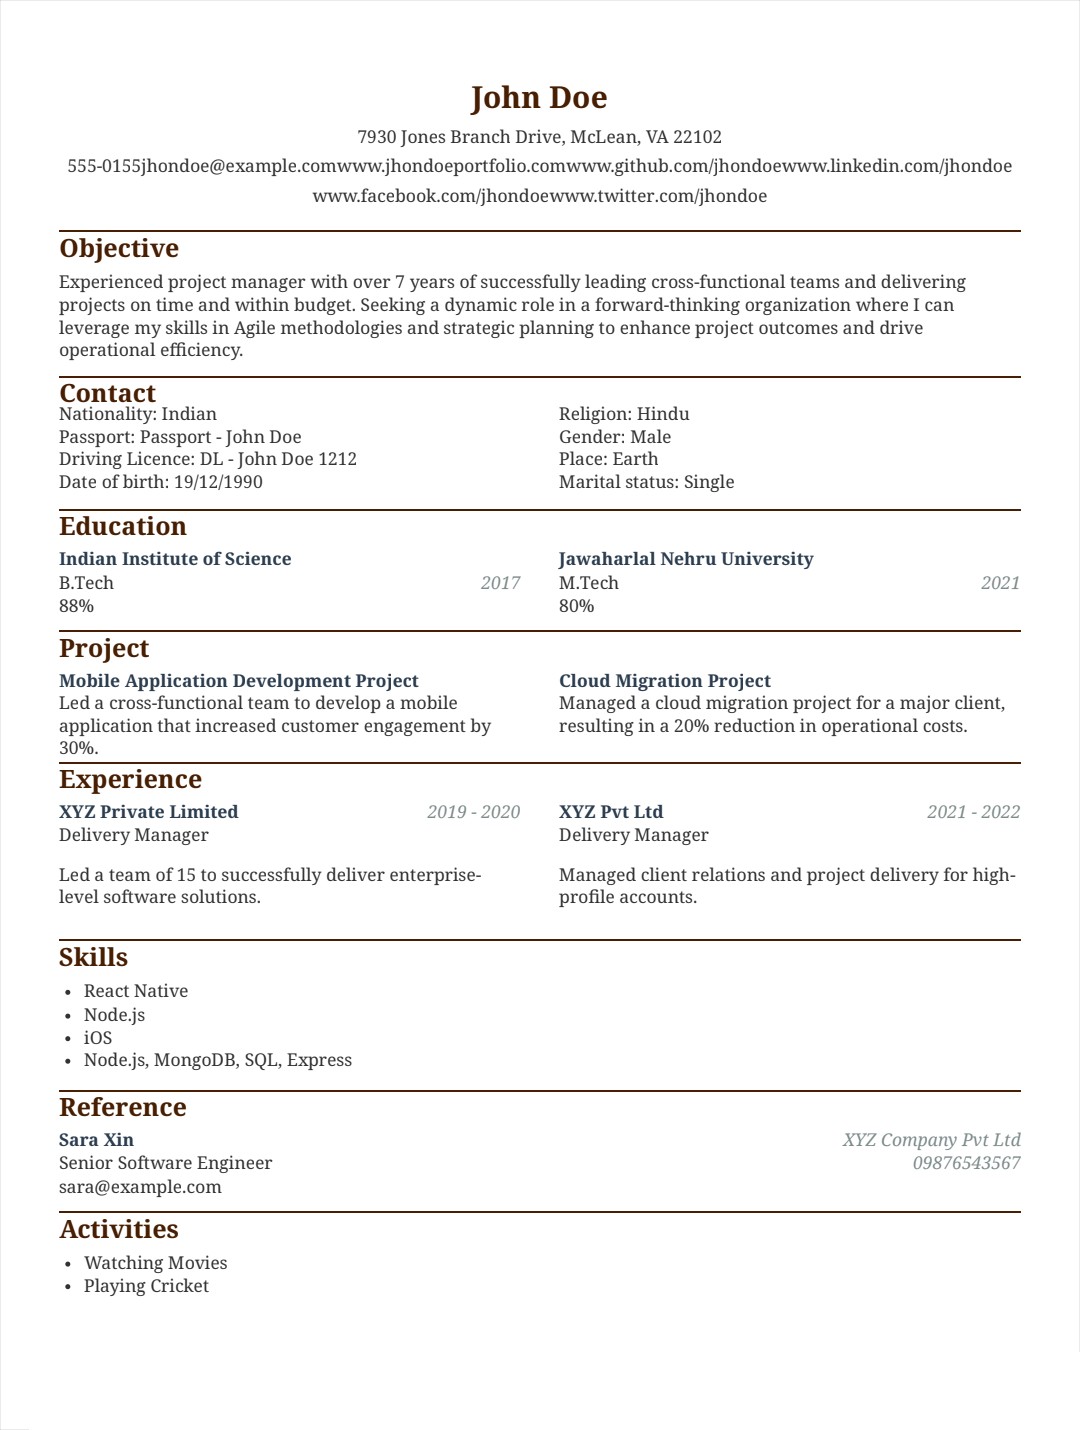 John Doe
7930 Jones Branch Drive, McLean, VA 22102
555-0155jhondoe@example.comwww.jhondoeportfolio.comwww.github.com/jhondoewww.linkedin.com/jhondoe
www.facebook.com/jhondoewww.twitter.com/jhondoe
Objective
Experienced project manager with over 7 years of successfully leading cross-functional teams and delivering
projects on time and within budget. Seeking a dynamic role in a forward-thinking organization where I can
leverage my skills in Agile methodologies and strategic planning to enhance project outcomes and drive
operational efficiency.
Contact
Nationality: Indian
Passport: Passport - John Doe
Driving Licence: DL - John Doe 1212
Date of birth: 19/12/1990
Religion: Hindu
Gender: Male
Place: Earth
Marital status: Single
Education
Indian Institute of Science
B.Tech 2017
88%
Jawaharlal Nehru University
M.Tech 2021
80%
Project
Mobile Application Development Project
Led a cross-functional team to develop a mobile
application that increased customer engagement by
30%.
Cloud Migration Project
Managed a cloud migration project for a major client,
resulting in a 20% reduction in operational costs.
Experience
XYZ Private Limited 2019 - 2020
Delivery Manager
Led a team of 15 to successfully deliver enterprise-
level software solutions.
XYZ Pvt Ltd 2021 - 2022
Delivery Manager
Managed client relations and project delivery for high-
profile accounts.
Skills
• React Native
• Node.js
• iOS
• Node.js, MongoDB, SQL, Express
Reference
Sara Xin XYZ Company Pvt Ltd
Senior Software Engineer 09876543567
sara@example.com
Activities
• Watching Movies
• Playing Cricket